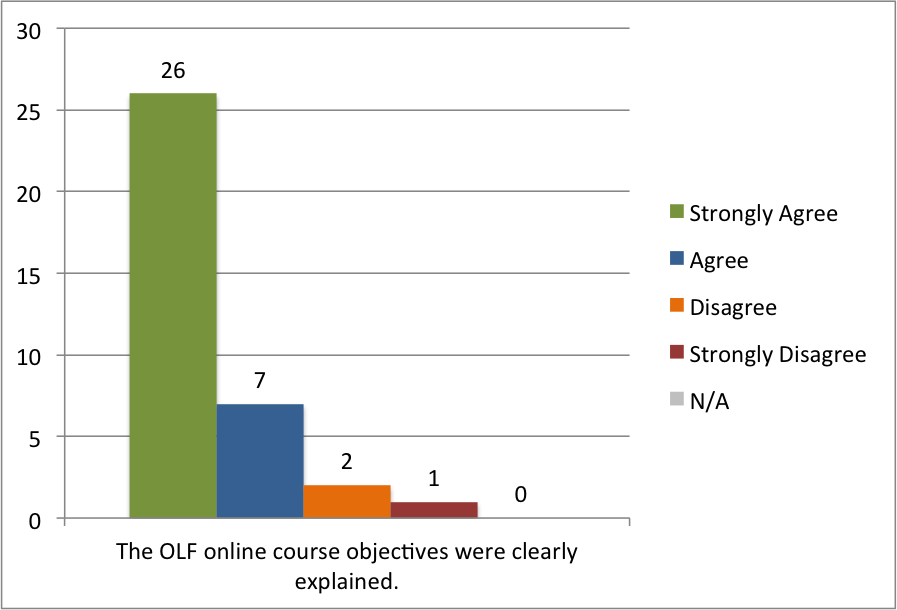 30
25
20
15
10
5
0
26
7
2
1
0
The OLF online course objectives were clearly
explained.
Strongly Agree
Agree
Disagree
Strongly Disagree
N/A